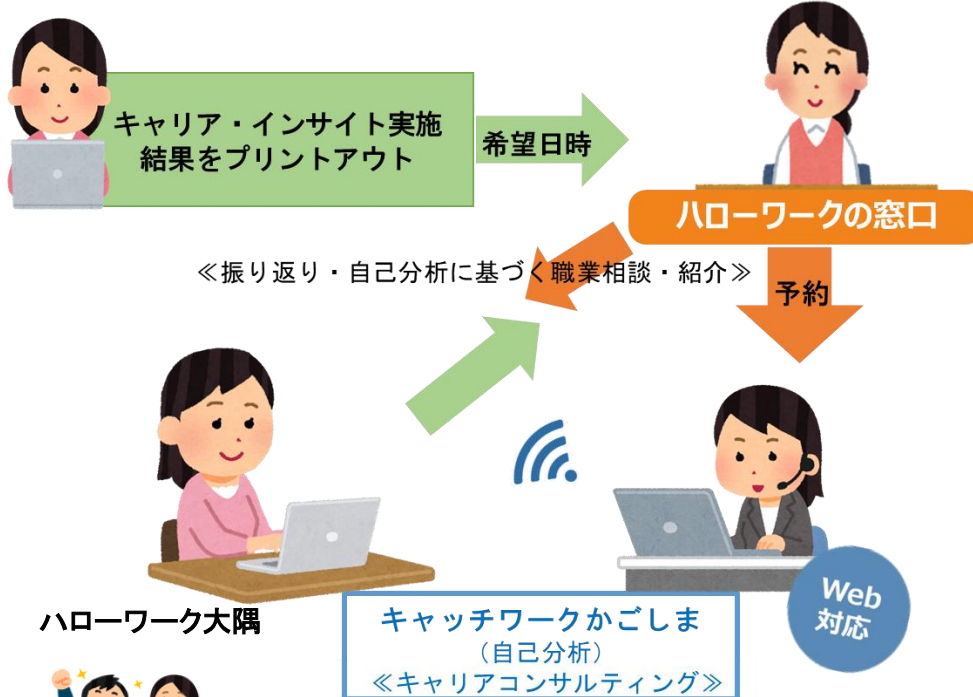 キャリア・インサイト実施
結果をプリントアウト
希望日時
ハローワークの窓口
≪振り返り・自己分析に基づく職業相談・紹介≫
予約
ハローワーク大隅
キャッチワークかごしま
（自己分析）
≪キャリアコンサルティング≫
Web
対応